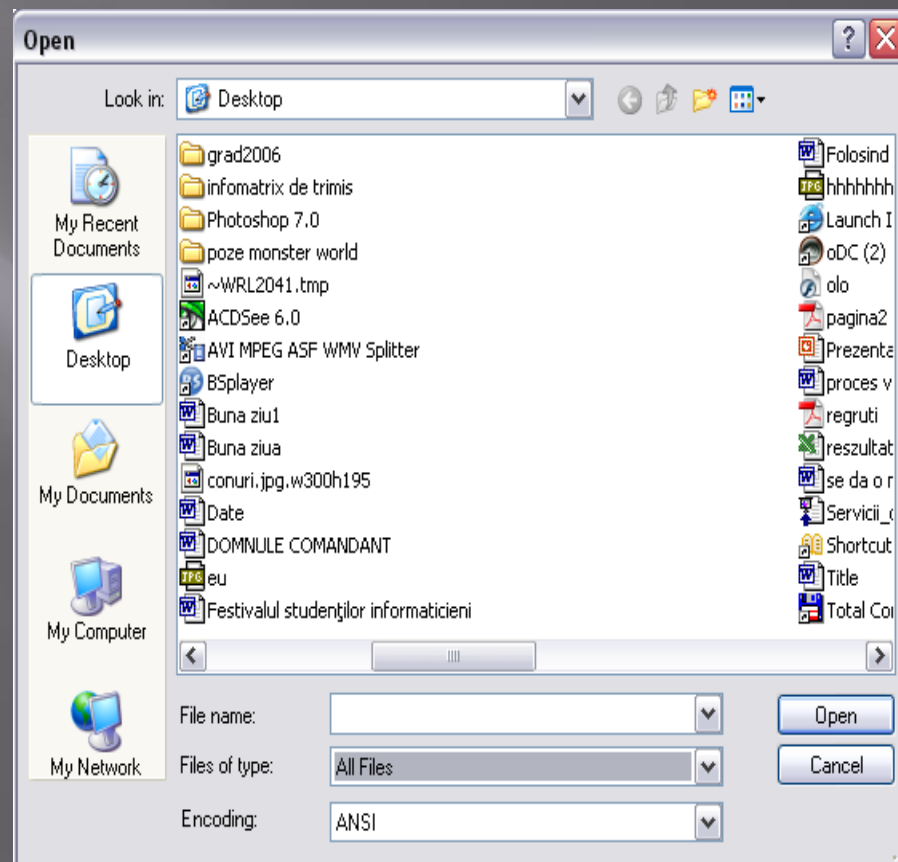 Open
Look in: Desktop
My Recent Documents
Desktop
My Documents
My Computer
My Network
grad2006
infomatrix de trimis
Photoshop 7.0
poze monster world
~WRL2041.tmp
ACDSee 6.0
AVI MPEG ASF WMV Splitter
BSplayer
Buna ziu1
Buna ziua
conuri.jpg.w300h195
Date
DOMNULE COMANDANT
eu
Festivalul studenţilor informaticieni
Folosind
hhhhhhh
Launch I
oDC (2)
olo
pagina2
Prezenta
proces v
regruti
reszultat
se da o r
Servicii_
Shortcut
Title
Total Co
File name:
Open
Files of type: All Files
Cancel
Encoding: ANSI